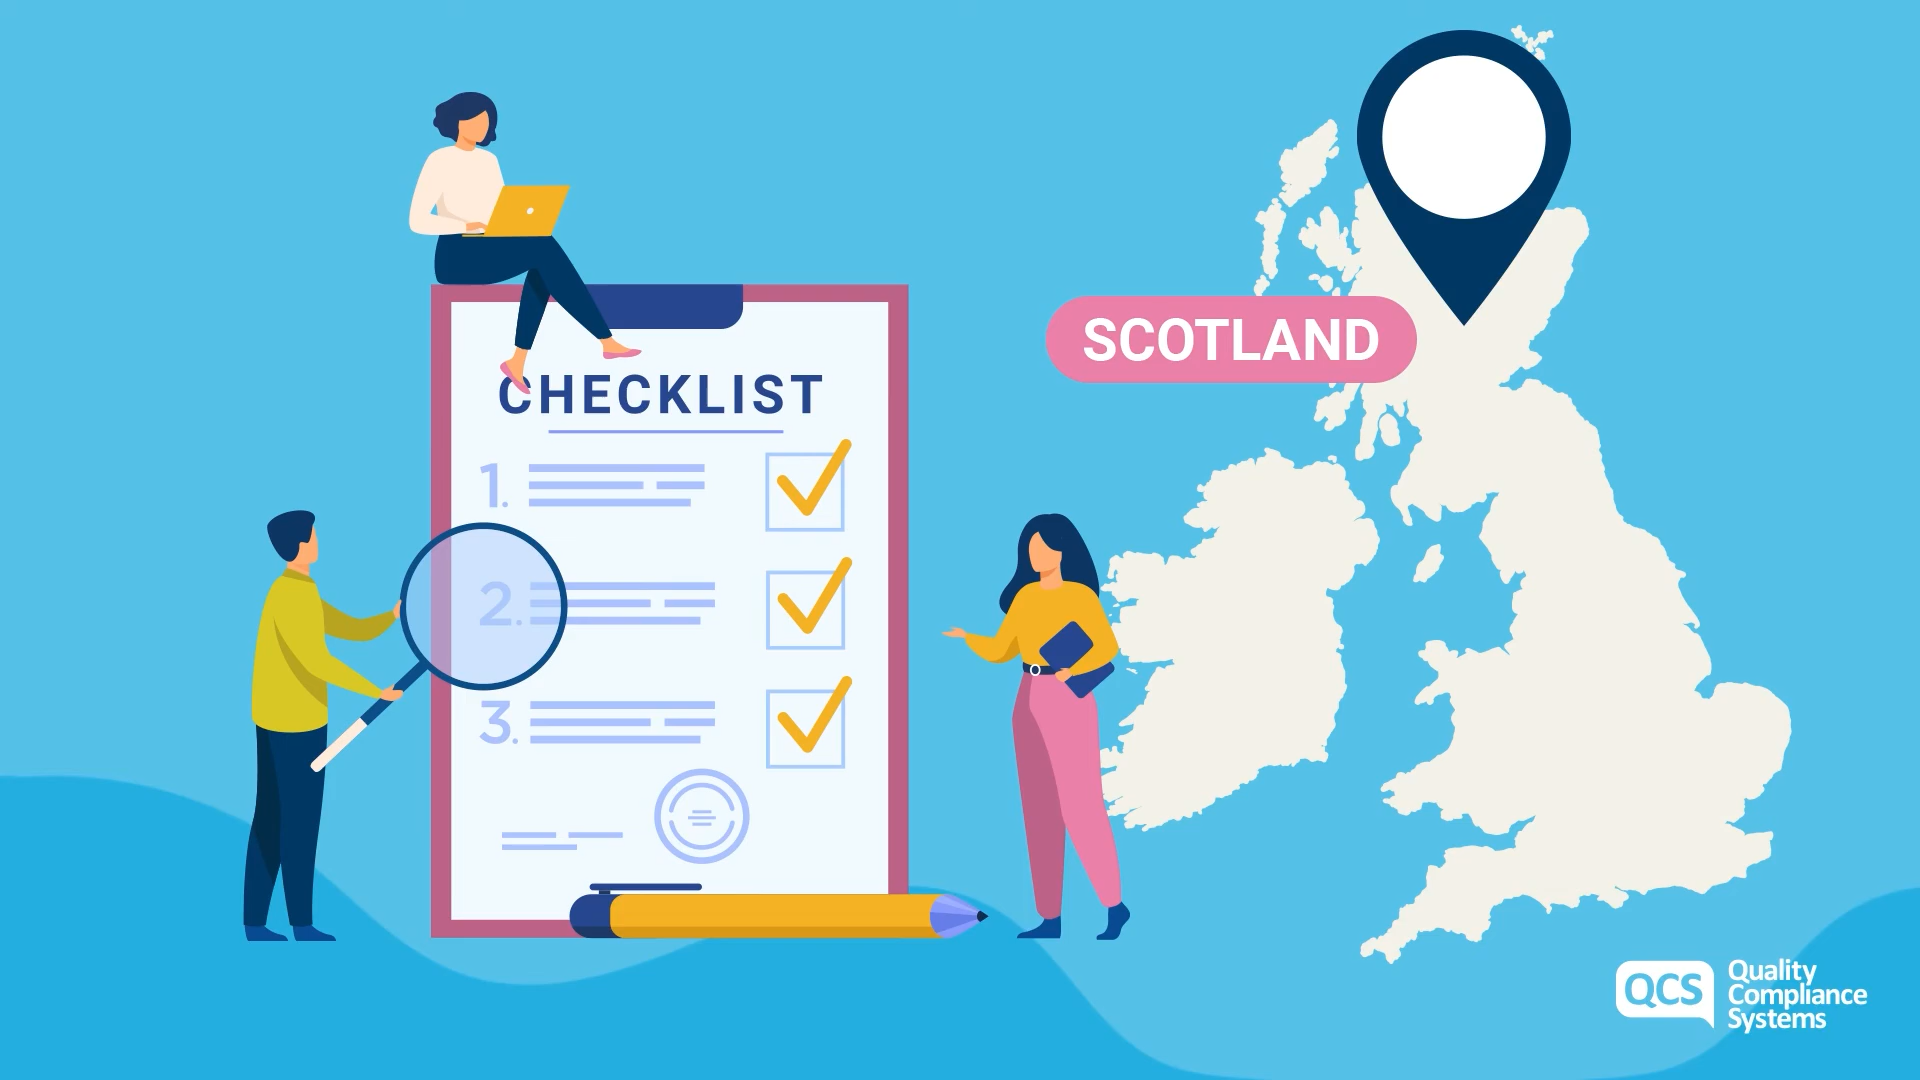 CHECKLIST
1.
2.
3.
SCOTLAND
QCS
Quality
Compliance
Systems